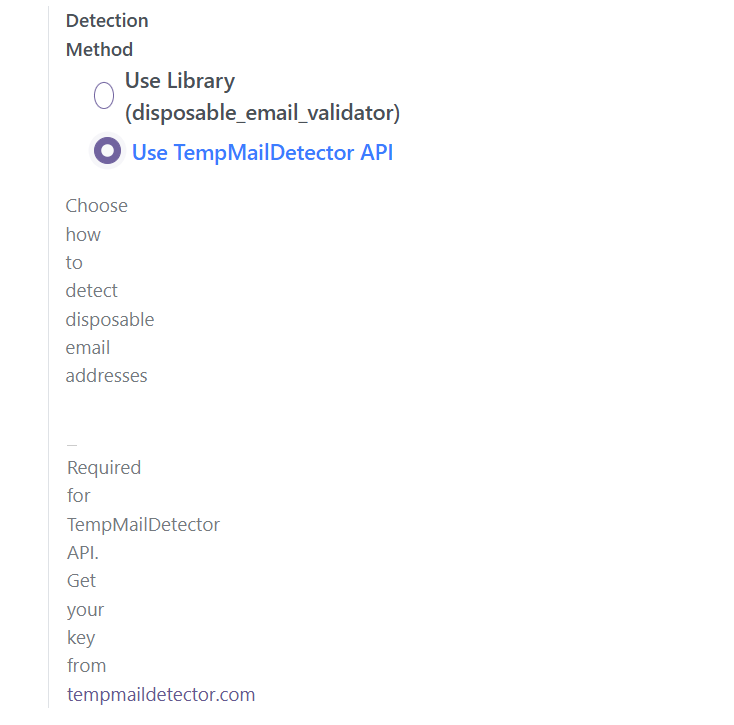 Detection
Method
Use Library
(disposable_email_validator)
Use TempMailDetector API
Choose
how
to
detect
disposable
email
addresses
Required
for
TempMailDetector
API.
Get
your
key
from
tempmaildetector.com